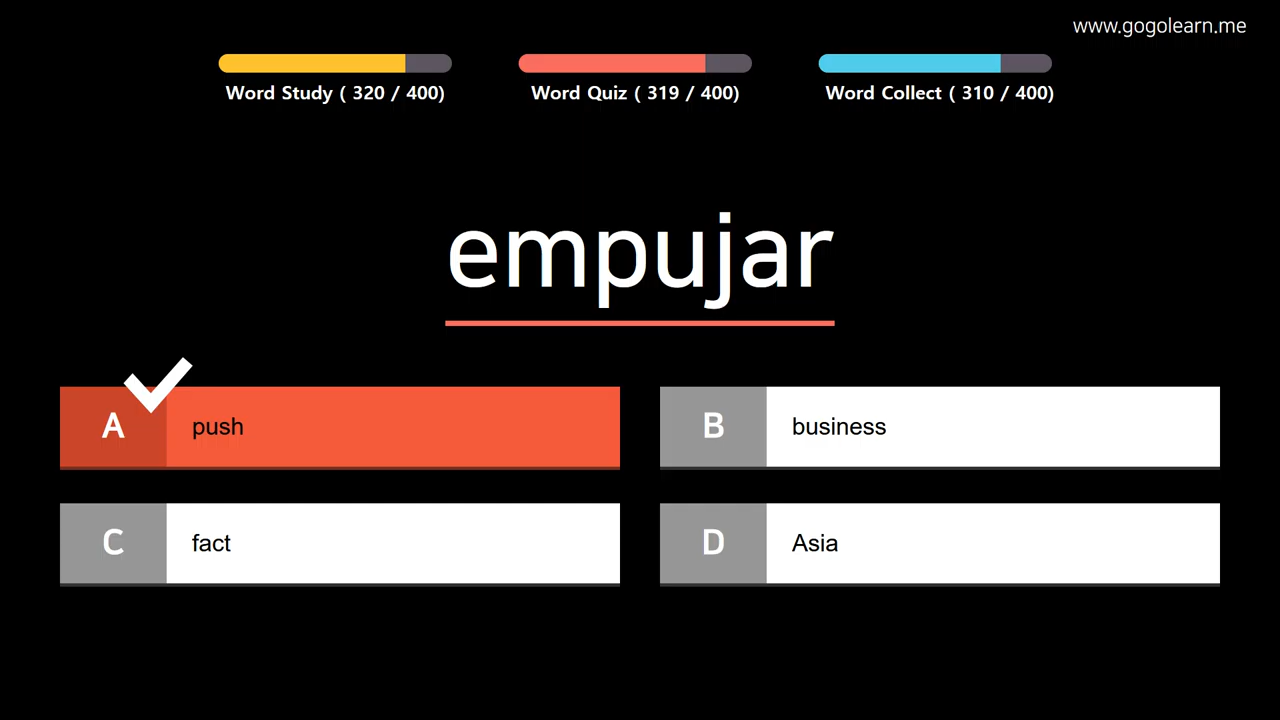 www.gogolearn.me
Word Study ( 320 / 400)
Word Quiz ( 319 / 400)
Word Collect ( 310 / 400)
empujar
A push
B business
C fact
D Asia